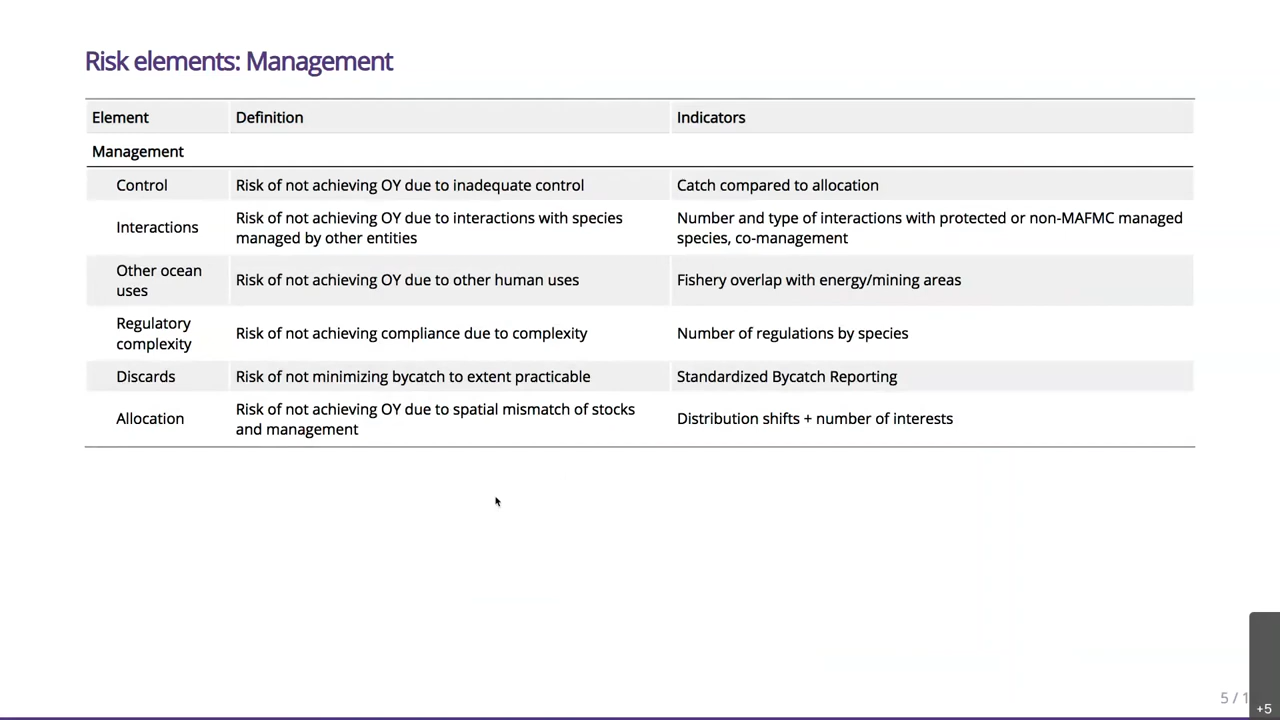 Risk elements: Management
Element Definition Indicators
Management
Control Risk of not achieving OY due to inadequate control Catch compared to allocation
Interactions Risk of not achieving OY due to interactions with species managed by other entities Number and type of interactions with protected or non-MAFMC managed species, co-management
Other ocean uses Risk of not achieving OY due to other human uses Fishery overlap with energy/mining areas
Regulatory complexity Risk of not achieving compliance due to complexity Number of regulations by species
Discards Risk of not minimizing bycatch to extent practicable Standardized Bycatch Reporting
Allocation Risk of not achieving OY due to spatial mismatch of stocks and management Distribution shifts + number of interests
5 / 1
+5